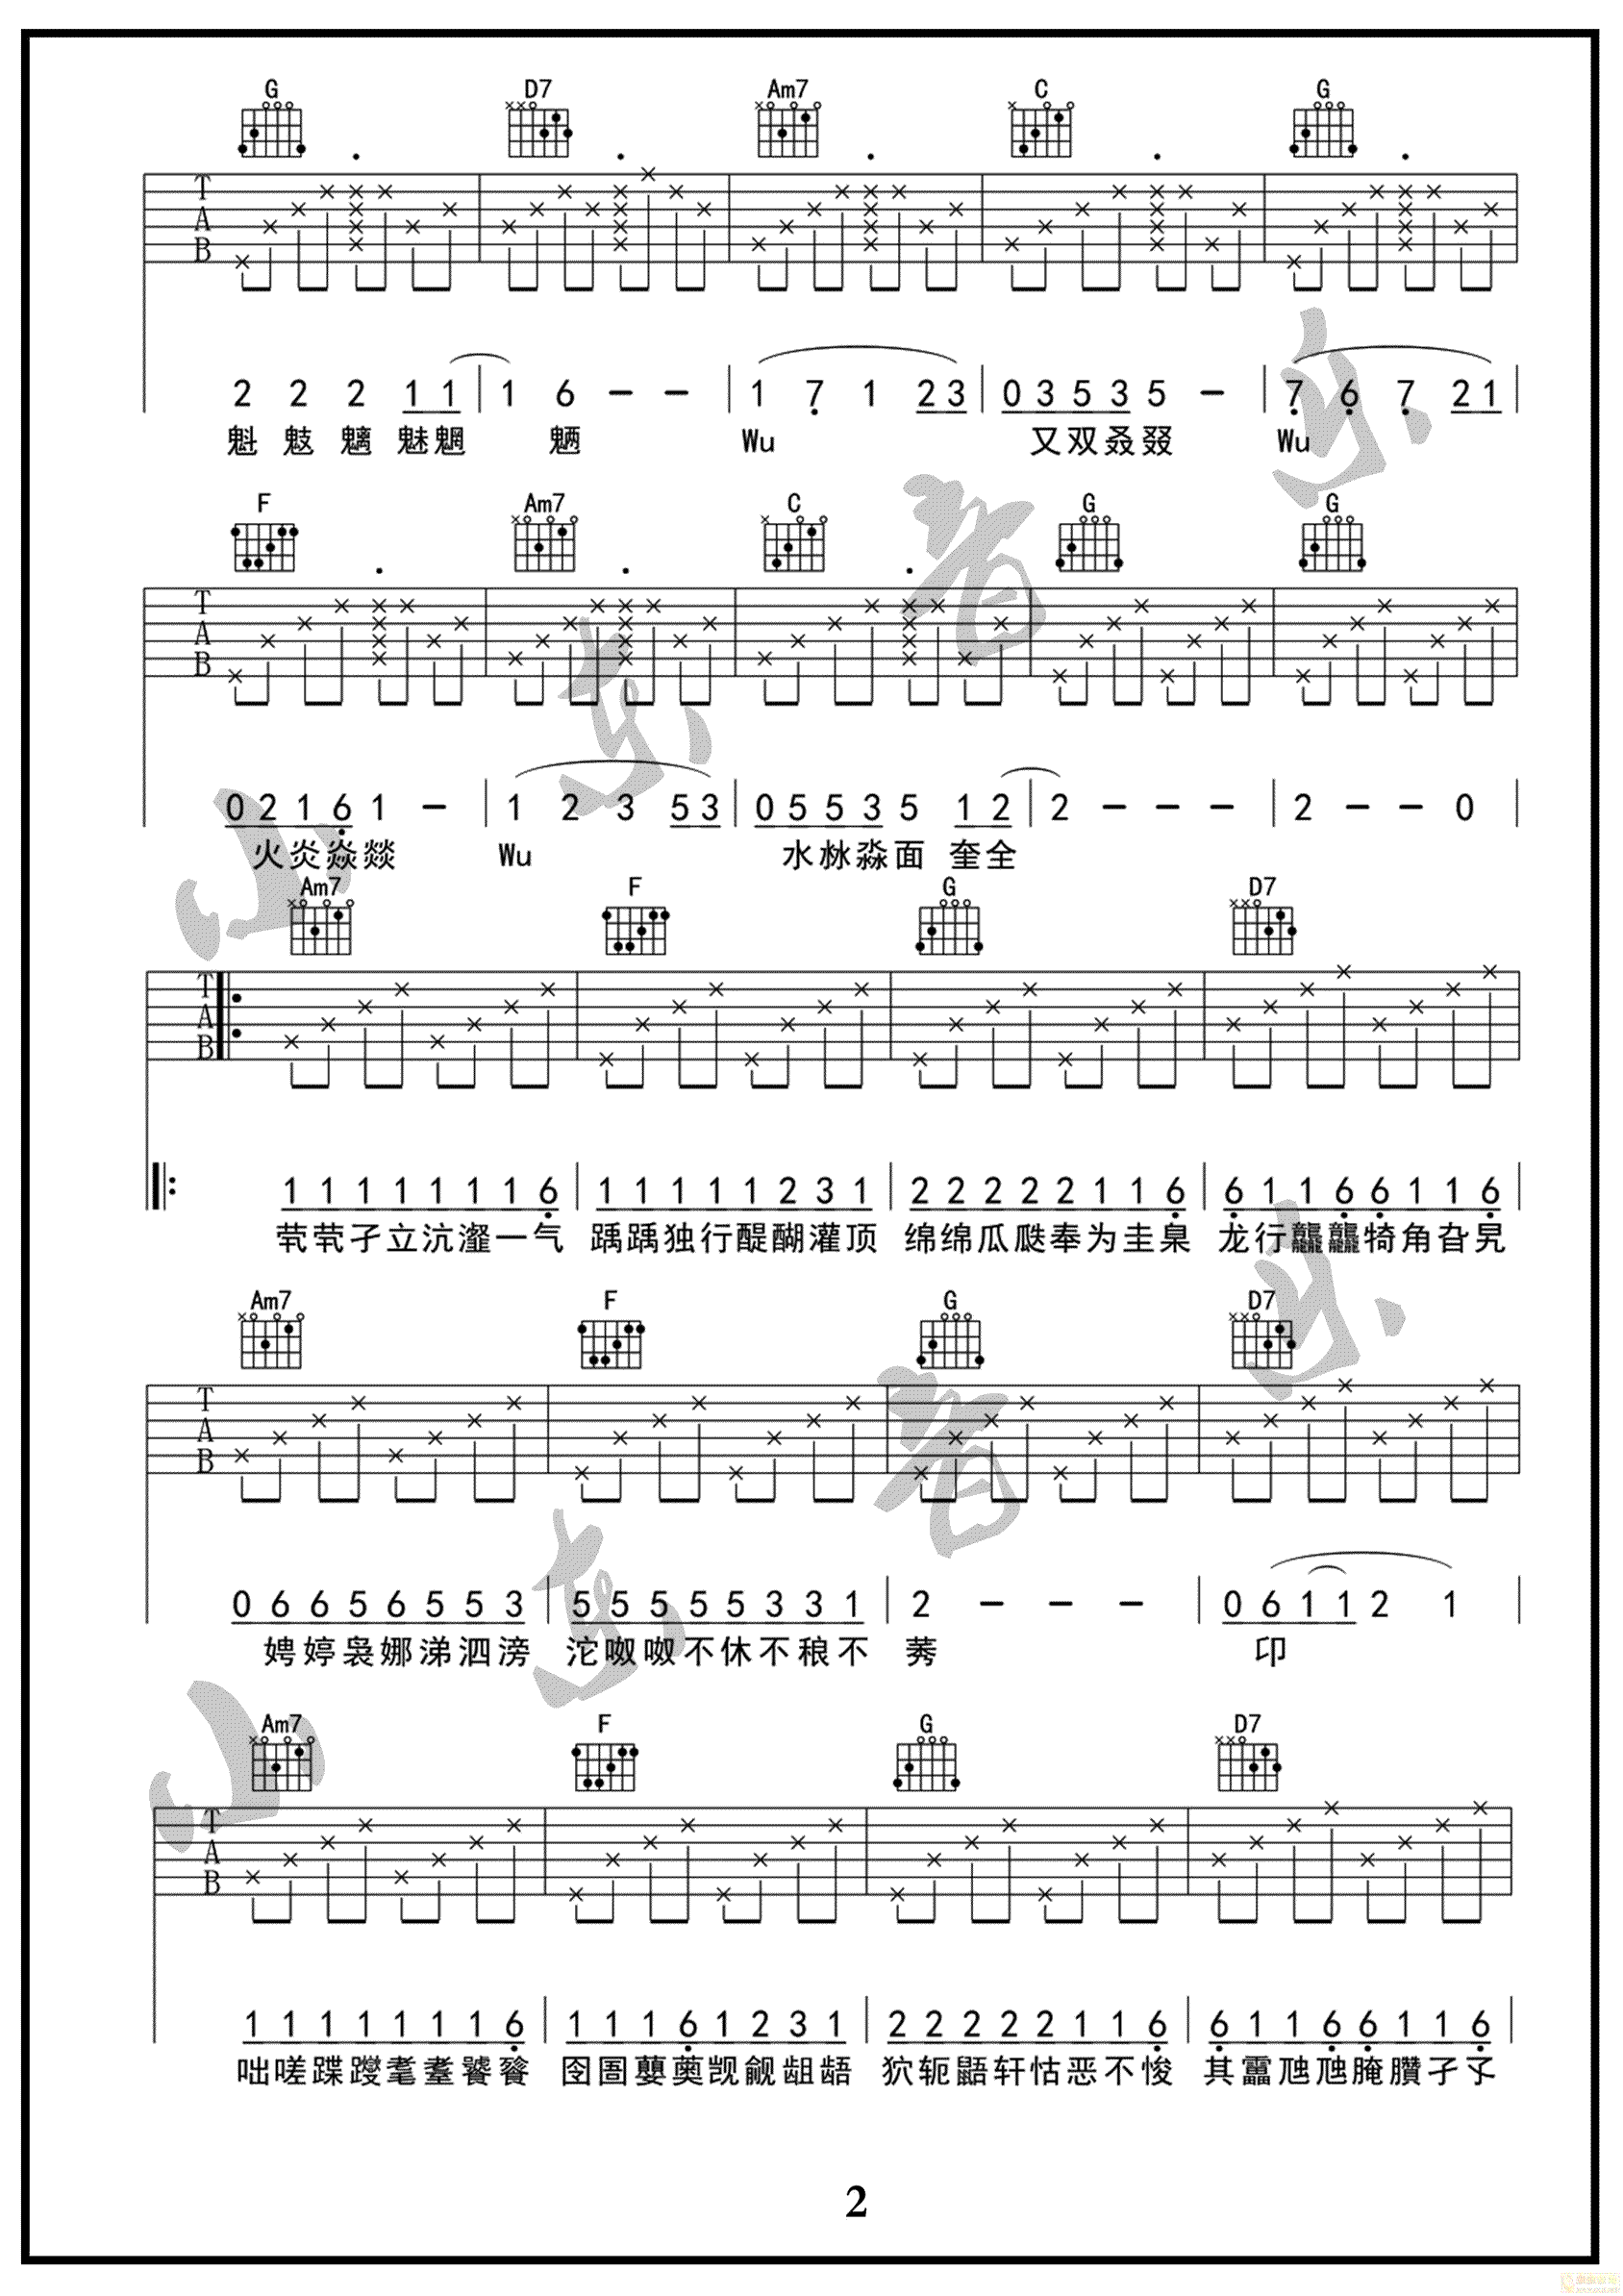 G D7 Am7 C G
T
A
B
2 2 2 1 1 1 6 - - 1 7 1 2 3 0 3 5 3 5 - 7 6 7 2 1
魁 魃 魑 魅 魍 魉 Wu 又双叒叕 Wu
F Am7 C G G
T
A
B
0 2 1 6 1 - 1 2 3 5 3 0 5 5 3 5 1 2 2 - - - 2 - - 0
火炎焱燚 Wu 水沝淼㵘 㙓仝
Am7 F G D7
T
A
B
1 1 1 1 1 1 1 6 1 1 1 1 1 2 3 1 2 2 2 2 2 1 1 6 6 1 1 6 6 1 1 6
茕茕孑立沆瀣一气 踽踽独行醍醐灌顶 绵绵瓜瓞奉为圭臬 龙行龘龘犄角旮旯
Am7 F G D7
T
A
B
0 6 6 5 6 5 5 3 5 5 5 5 5 3 3 1 2 - - - 0 6 1 1 2 1
娉婷袅娜涕泗滂 沱呶呶不休不稂不 莠 卬
Am7 F G D7
T
A
B
1 1 1 1 1 1 1 6 1 1 1 6 1 2 3 1 2 2 2 2 2 1 1 6 6 1 1 6 6 1 1 6
咄嗟蹀躞耄耋饕餮 囹圄蘡薁觊觎龃龉 狖轭鼯轩怙恶不悛 其靁虺虺腌臢孑孓
2
小东音乐